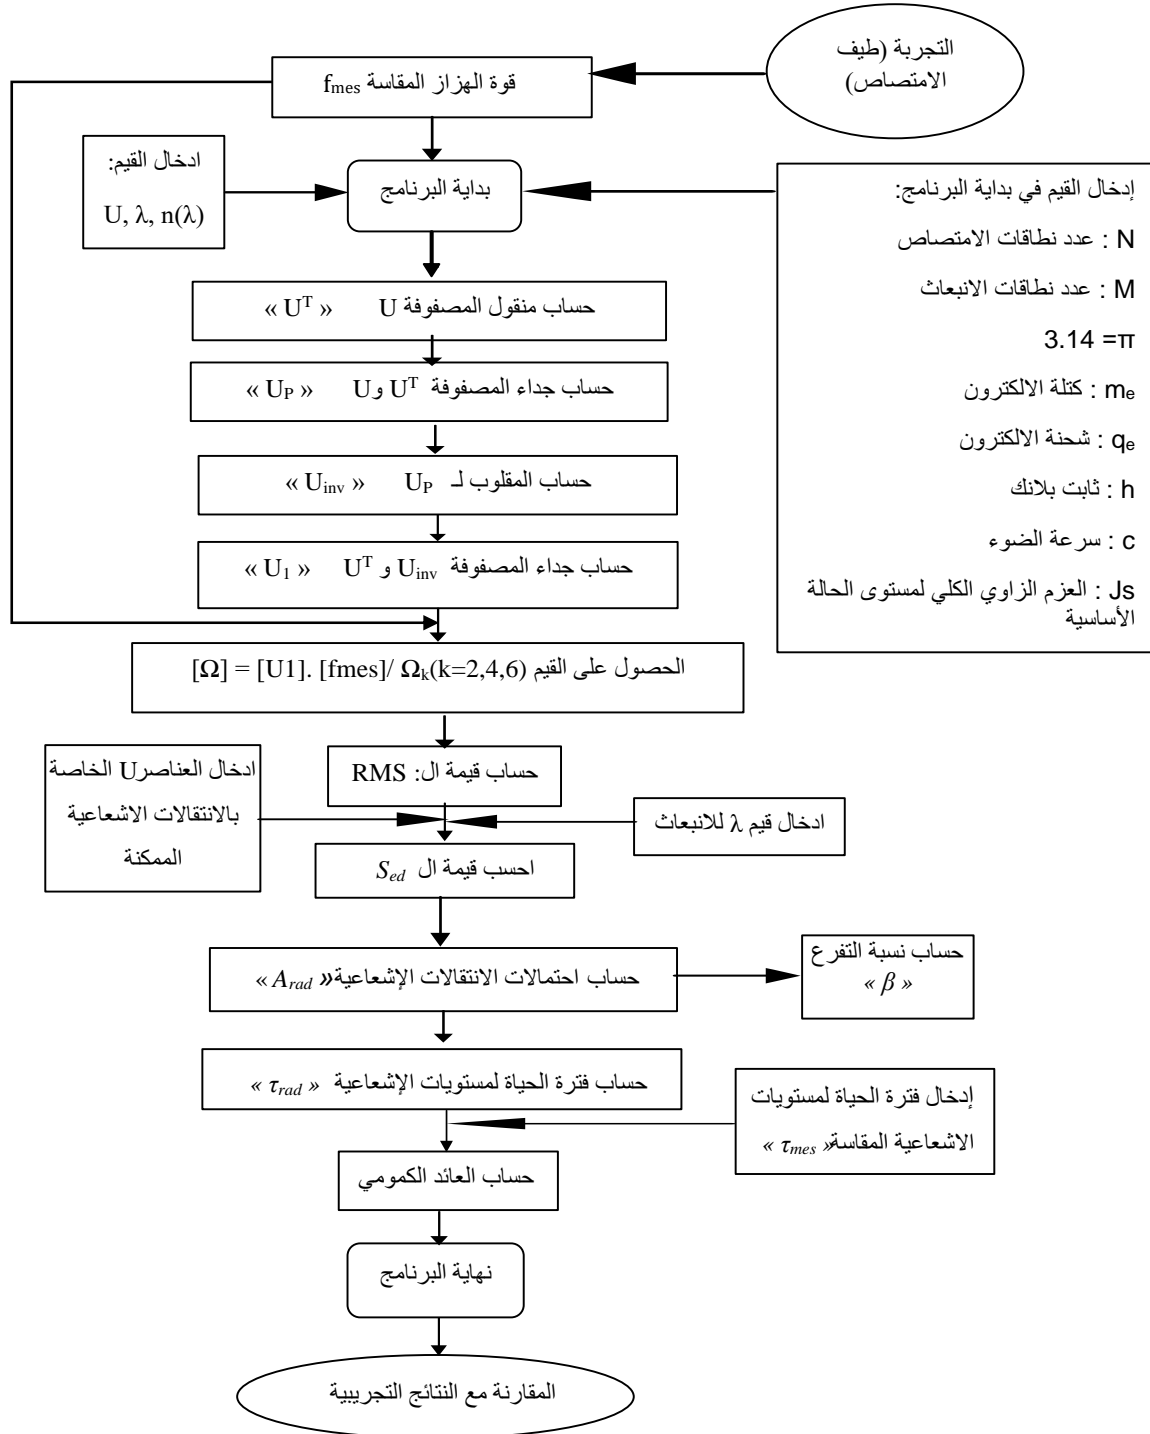 التجربة (طيف
الامتصاص)
قوة الهزاز المقاسة fmes
ادخال القيم:
U, λ, n(λ)
بداية البرنامج
إدخال القيم في بداية البرنامج:
N : عدد نطاقات الامتصاص
M : عدد نطاقات الانبعاث
3.14 =π
me : كتلة الالكترون
qe : شحنة الالكترون
h : ثابت بلانك
c : سرعة الضوء
Js : العزم الزاوي الكلي لمستوى الحالة
الأساسية
حساب منقول المصفوفة U « Uᵀ »
حساب جداء المصفوفة Uᵀ وU « UP »
حساب المقلوب لـ UP « Uinv »
حساب جداء المصفوفة Uinv و Uᵀ « U1 »
الحصول على القيم [Ω] = [U1]. [fmes]/ Ωk(k=2,4,6)
حساب قيمة ال: RMS
ادخال العناصرU الخاصة
بالانتقالات الاشعاعية
الممكنة
ادخال قيم λ للانبعاث
احسب قيمة ال Sed
حساب احتمالات الانتقالات الإشعاعية« Arad »
حساب نسبة التفرع
« β »
حساب فترة الحياة لمستويات الإشعاعية « τrad »
إدخال فترة الحياة لمستويات
الاشعاعية المقاسة« τmes »
حساب العائد الكمومي
نهاية البرنامج
المقارنة مع النتائج التجريبية